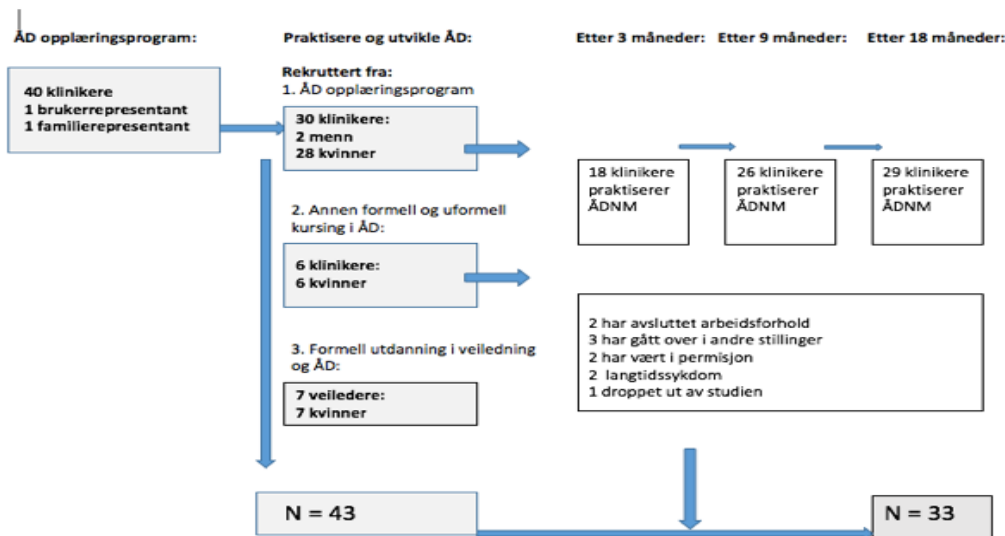 ÅD opplæringsprogram:
40 klinikere
1 brukerrepresentant
1 familierepresentant
Praktisere og utvikle ÅD:
Rekruttert fra:
1. ÅD opplæringsprogram
30 klinikere:
2 menn
28 kvinner
2. Annen formell og uformell
kursing i ÅD:
6 klinikere:
6 kvinner
3. Formell utdanning i veiledning
og ÅD:
7 veiledere:
7 kvinner
Etter 3 måneder:
18 klinikere
praktiserer
ÅDNM
Etter 9 måneder:
26 klinikere
praktiserer
ÅDNM
Etter 18 måneder:
29 klinikere
praktiserer
ÅDNM
2 har avsluttet arbeidsforhold
3 har gått over i andre stillinger
2 har vært i permisjon
2 langtidssykdom
1 droppet ut av studien
N = 43
N = 33